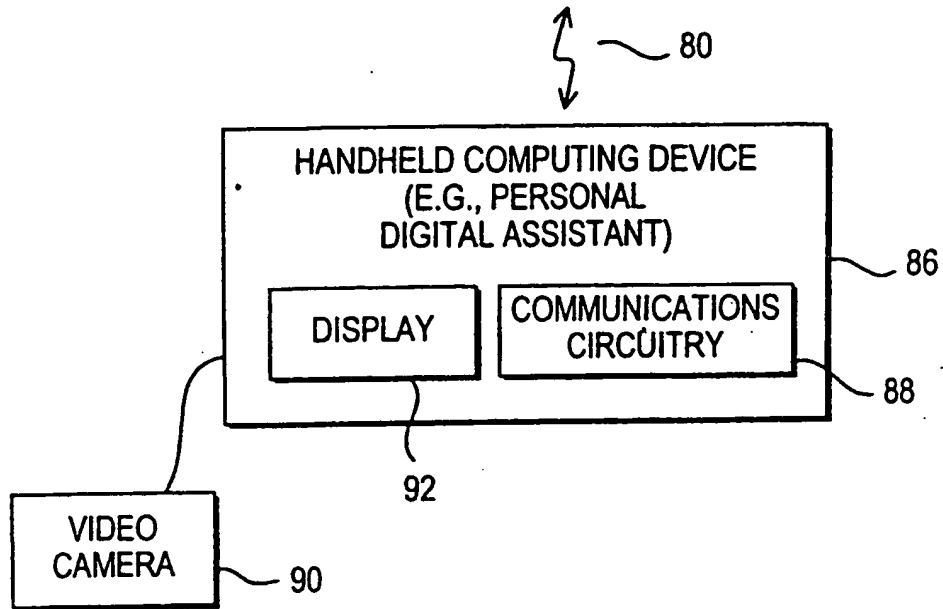 80
HANDHELD COMPUTING DEVICE
(E.G., PERSONAL
DIGITAL ASSISTANT)
86
DISPLAY
COMMUNICATIONS
CIRCUITRY
88
92
VIDEO
CAMERA
90